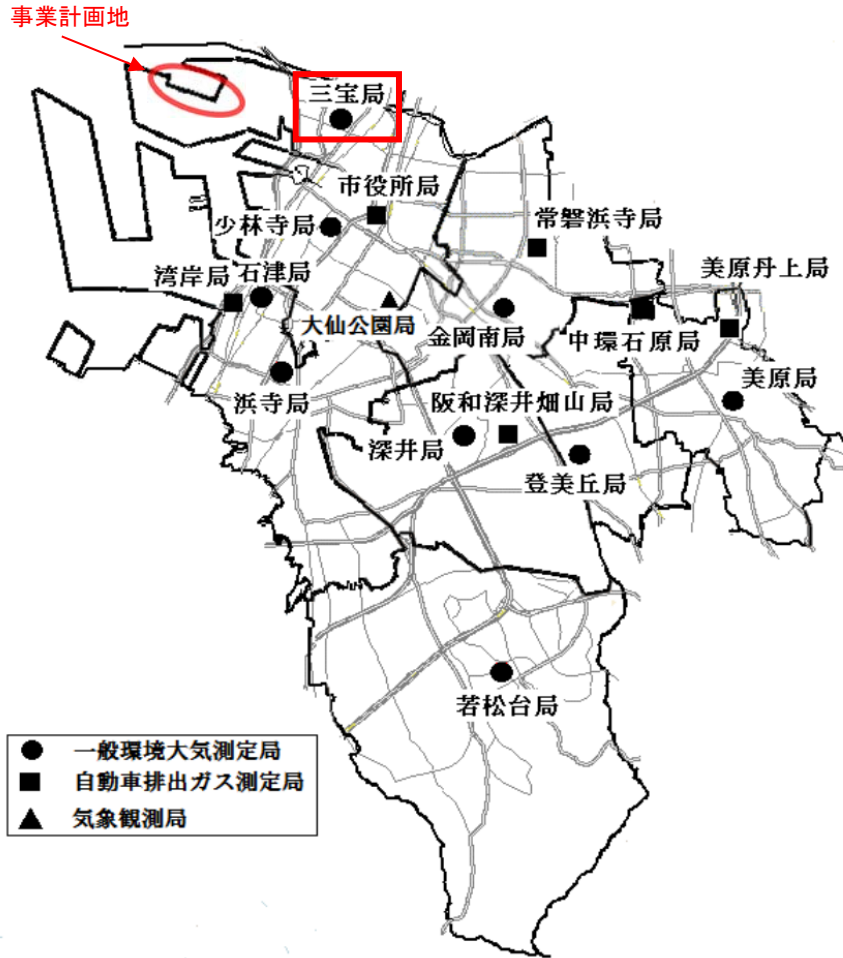 事業計画地
三宝局
市役所局
少林寺局
常磐浜寺局
湾岸局
石津局
美原丹上局
大仙公園局
金岡南局
中環石原局
浜寺局
阪和深井畑山局
美原局
深井局
登美丘局
若松台局
一般環境大気測定局
自動車排出ガス測定局
気象観測局